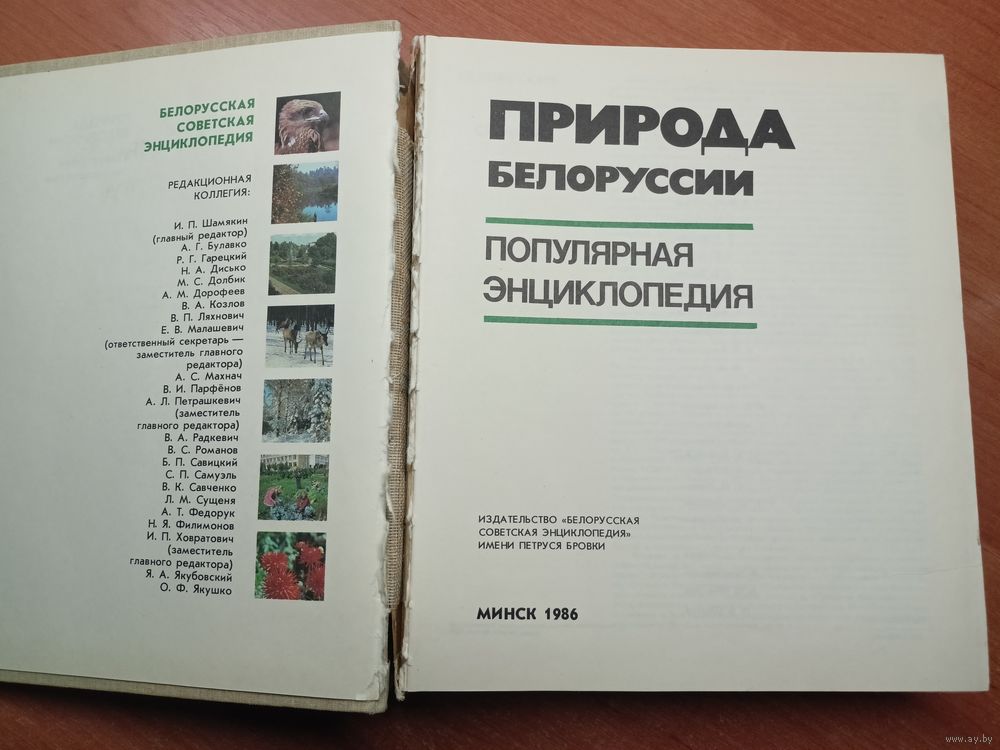 БЕЛОРУССКАЯ
СОВЕТСКАЯ
ЭНЦИКЛОПЕДИЯ
РЕДАКЦИОННАЯ
КОЛЛЕГИЯ:
И. П. Шамякин
(главный редактор)
А. Г. Булавко
Р. Г. Гарецкий
Н. А. Дисько
М. С. Долбик
А. М. Дорофеев
В. А. Козлов
В. П. Ляхнович
Е. В. Малашевич
(ответственный секретарь —
заместитель главного
редактора)
А. С. Махнач
В. И. Парфёнов
А. Л. Петрашкевич
(заместитель
главного редактора)
В. А. Радкевич
В. С. Романов
Б. П. Савицкий
С. П. Самуэль
В. К. Савченко
Л. М. Сущеня
А. Т. Федорук
Н. Я. Филимонов
И. П. Ховратович
(заместитель
главного редактора)
Я. А. Якубовский
О. Ф. Якушко
ПРИРОДА
БЕЛОРУССИИ
ПОПУЛЯРНАЯ
ЭНЦИКЛОПЕДИЯ
ИЗДАТЕЛЬСТВО «БЕЛОРУССКАЯ
СОВЕТСКАЯ ЭНЦИКЛОПЕДИЯ»
ИМЕНИ ПЕТРУСЯ БРОВКИ
МИНСК 1986
www.ay.by